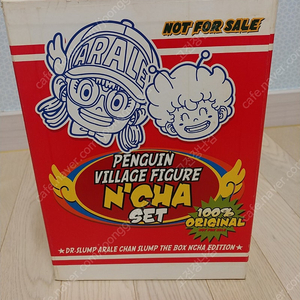 NOT FOR SALE
ARALE
PENGUIN
VILLAGE FIGURE
N'CHA
SET
100%
ORIGINAL
★DR.SLUMP ARALE CHAN SLUMP THE BOX NCHA EDITION★